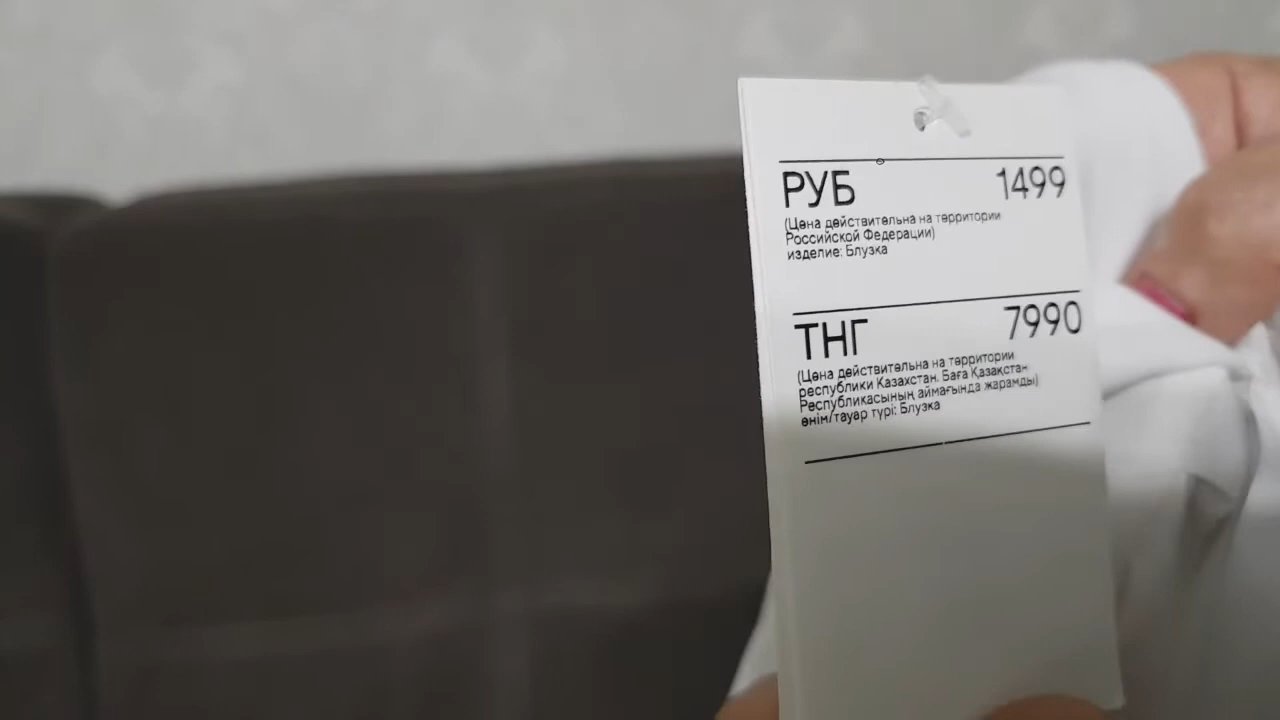 РУБ 1499
(Цена действительна на территории
Российской Федерации)
изделие: Блузка
ТНГ 7990
(Цена действительна на территории
республики Казахстан. Баға Қазақстан
Республикасының аймағында жарамды)
өнім/тауар түрі: Блузка